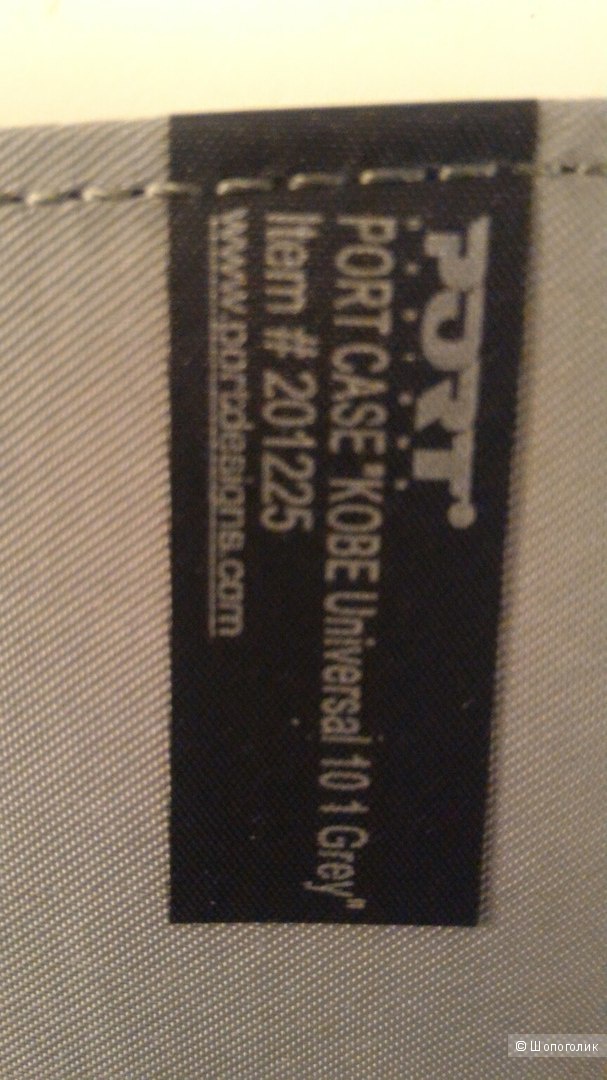 PORT
PORT CASE "KOBE Universal 10 1 Grey"
Item # 201225
www.portdesigns.com
© Шопоголик